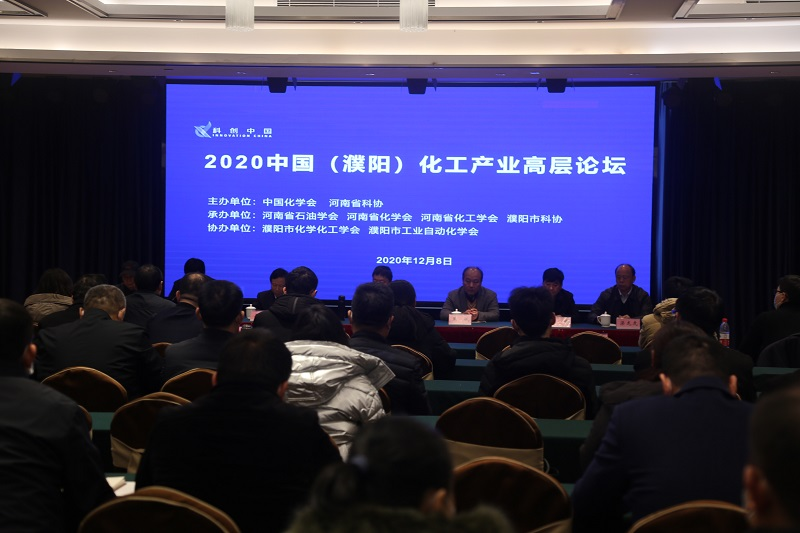 科创中国
INNOVATION CHINA
2020中国（濮阳）化工产业高层论坛
主办单位：中国化学会 河南省科协
承办单位：河南省石油学会 河南省化学会 河南省化工学会 濮阳市科协
协办单位：濮阳市化学化工学会 濮阳市工业自动化学会
2020年12月8日